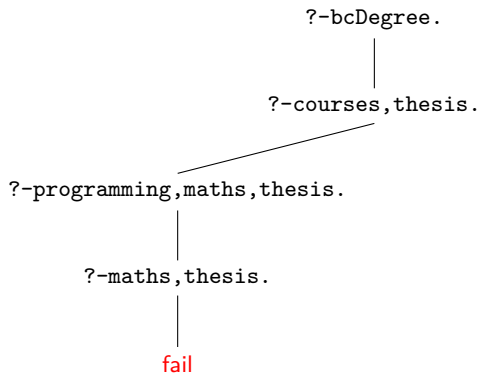 ?-bcDegree.
?-courses,thesis.
?-programming,maths,thesis.
?-maths,thesis.
fail